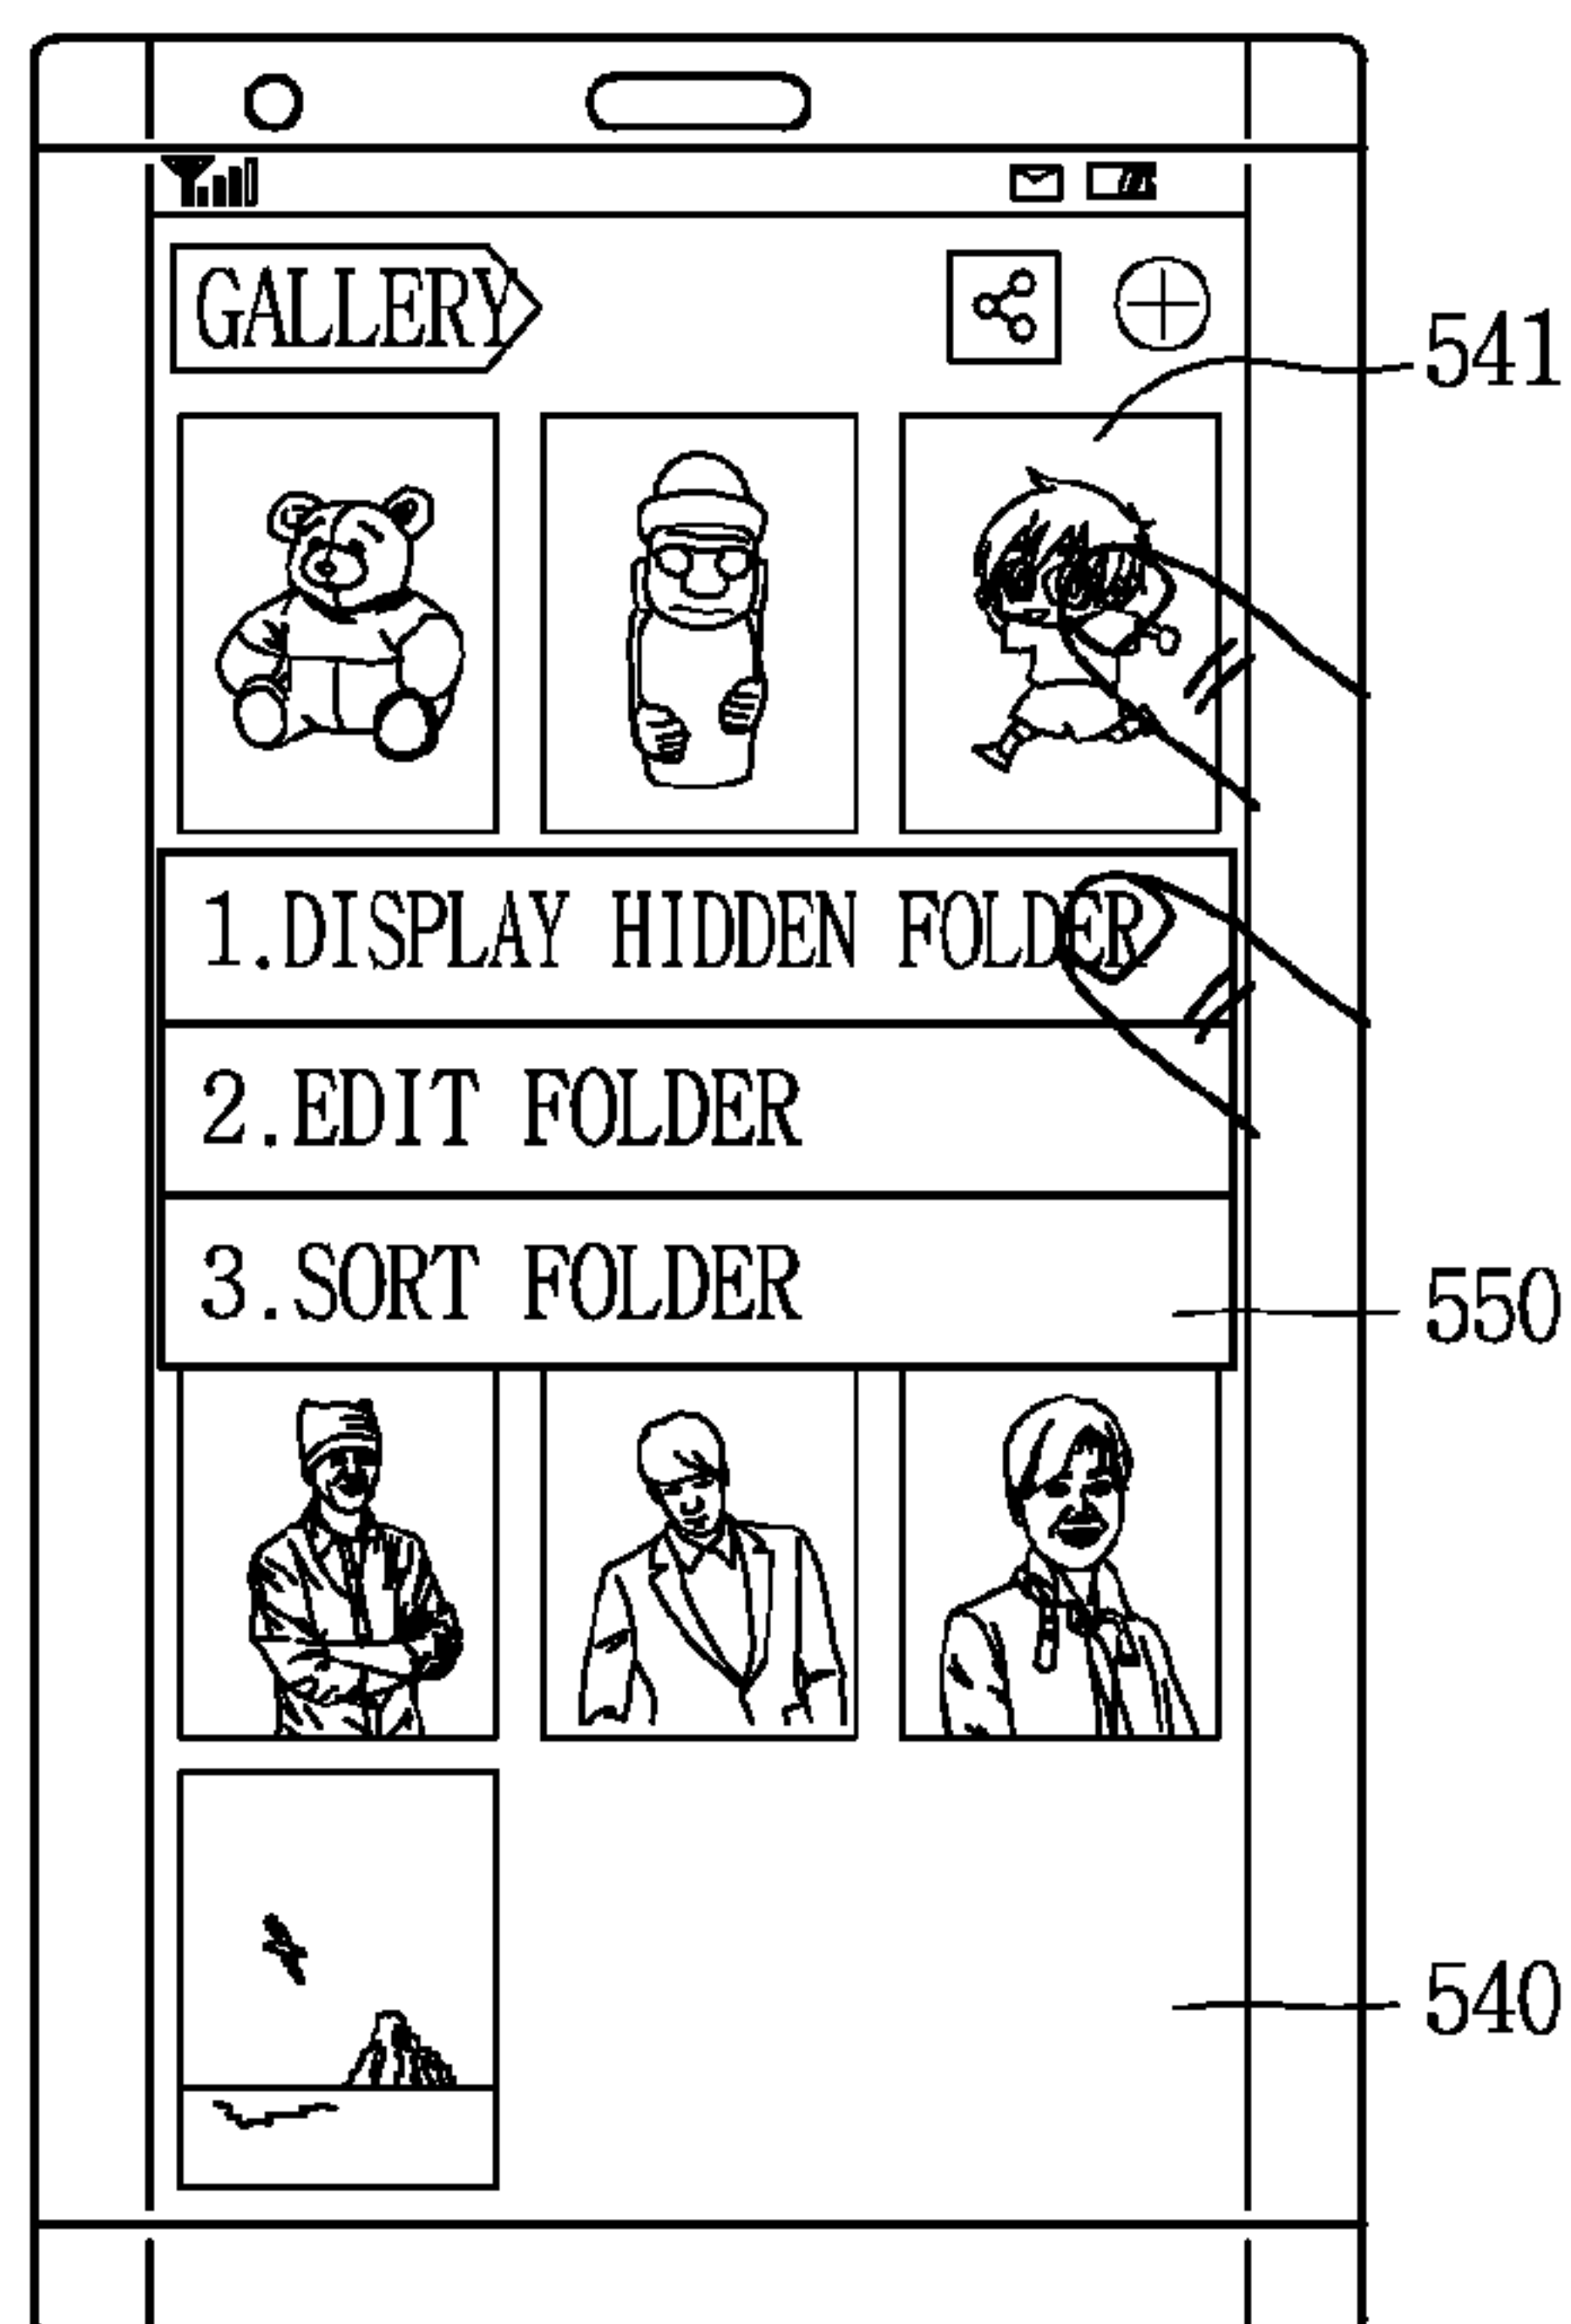 GALLERY
541
1.DISPLAY HIDDEN FOLDER
2.EDIT FOLDER
3.SORT FOLDER
550
540